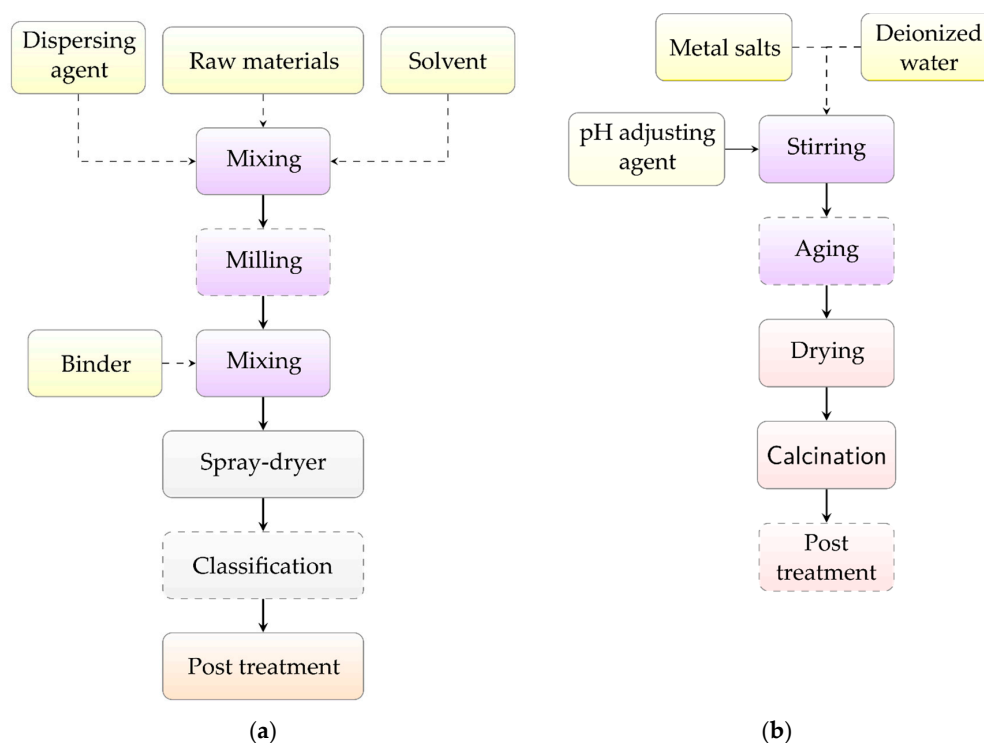 Dispersing
agent
Raw materials
Solvent
Mixing
Milling
Binder
Mixing
Spray-dryer
Classification
Post treatment
(a)
Metal salts
Deionized
water
pH adjusting
agent
Stirring
Aging
Drying
Calcination
Post
treatment
(b)